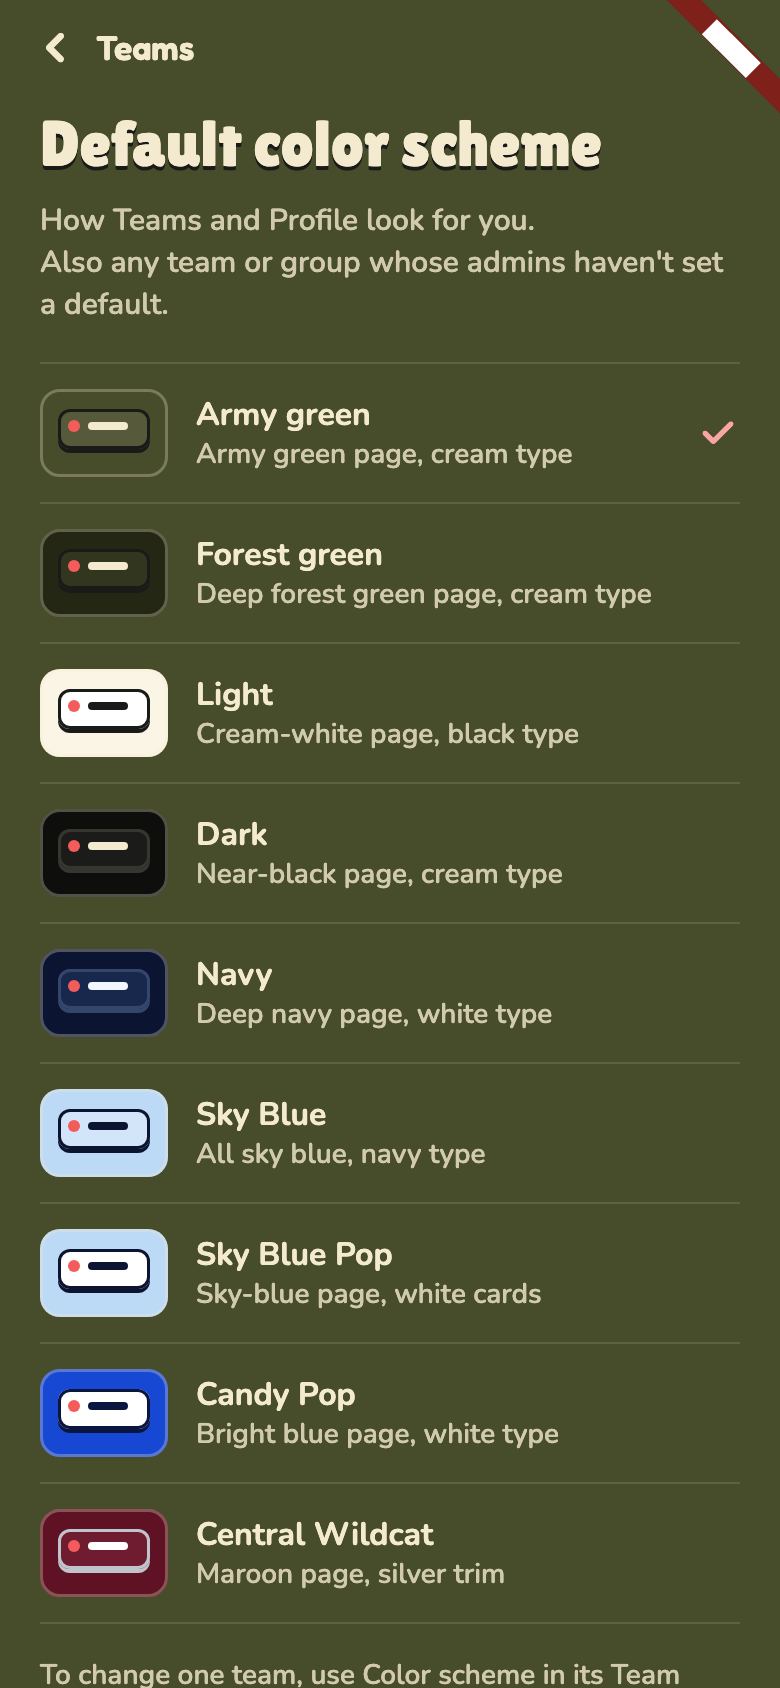 Teams
Default color scheme
How Teams and Profile look for you.
Also any team or group whose admins haven't set
a default.
Army green
Army green page, cream type
Forest green
Deep forest green page, cream type
Light
Cream-white page, black type
Dark
Near-black page, cream type
Navy
Deep navy page, white type
Sky Blue
All sky blue, navy type
Sky Blue Pop
Sky-blue page, white cards
Candy Pop
Bright blue page, white type
Central Wildcat
Maroon page, silver trim
To change one team, use Color scheme in its Team